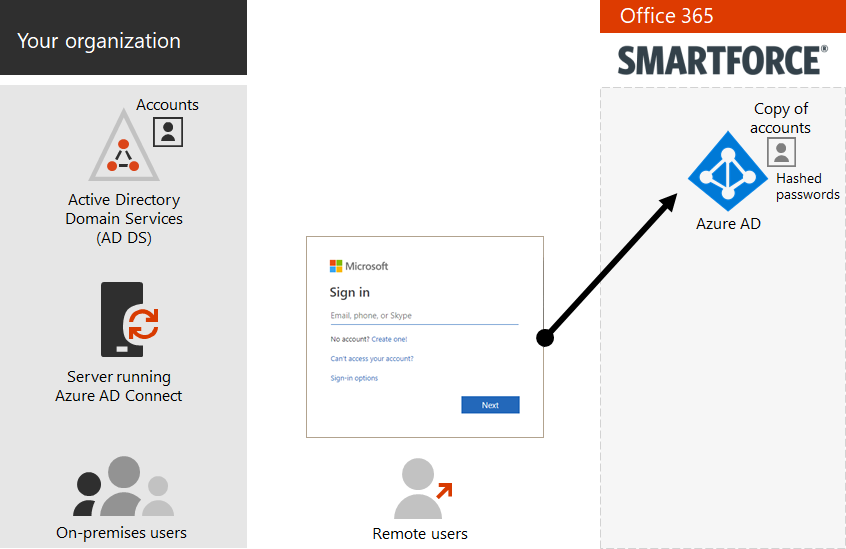 Your organization
Accounts
Active Directory
Domain Services
(AD DS)
Server running
Azure AD Connect
On-premises users
Microsoft
Sign in
Email, phone, or Skype
No account? Create one!
Can't access your account?
Sign-in options
Next
Remote users
Office 365
SMARTFORCE®
Copy of
accounts
Hashed
passwords
Azure AD